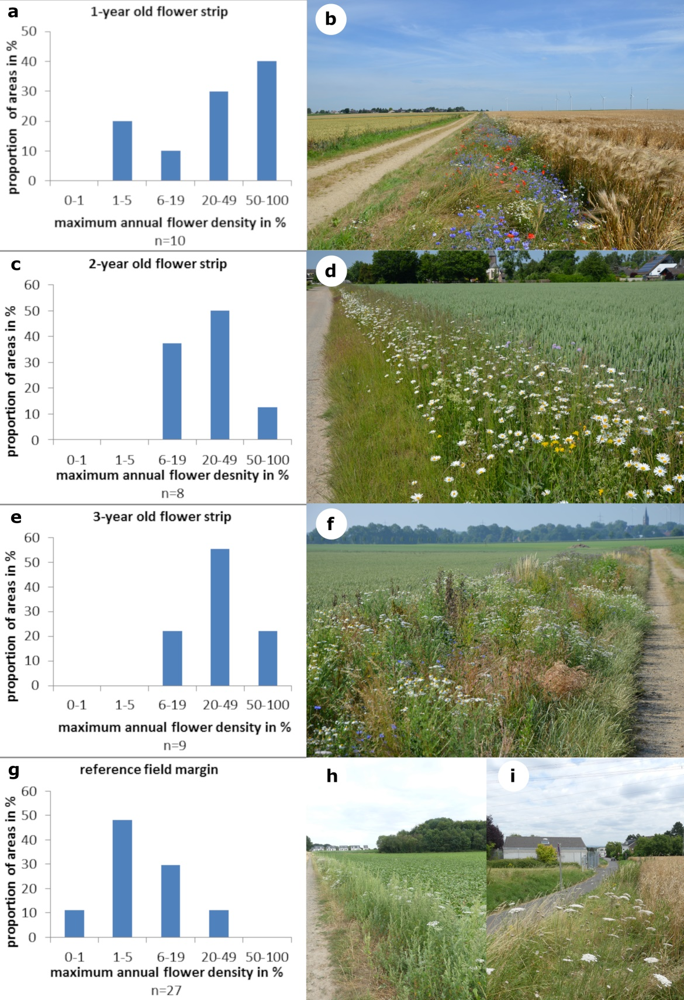 a
1-year old flower strip
proportion of areas in %
50
40
30
20
10
0
0-1 1-5 6-19 20-49 50-100
maximum annual flower density in %
n=10
b
c
2-year old flower strip
proportion of areas in %
60
50
40
30
20
10
0
0-1 1-5 6-19 20-49 50-100
maximum annual flower desnity in %
n=8
d
e
3-year old flower strip
proportion of areas in %
60
50
40
30
20
10
0
0-1 1-5 6-19 20-49 50-100
maximum annual flower density in %
n=9
f
g
reference field margin
proportion of areas in %
60
50
40
30
20
10
0
0-1 1-5 6-19 20-49 50-100
maximum annual flower density in %
n=27
h
i